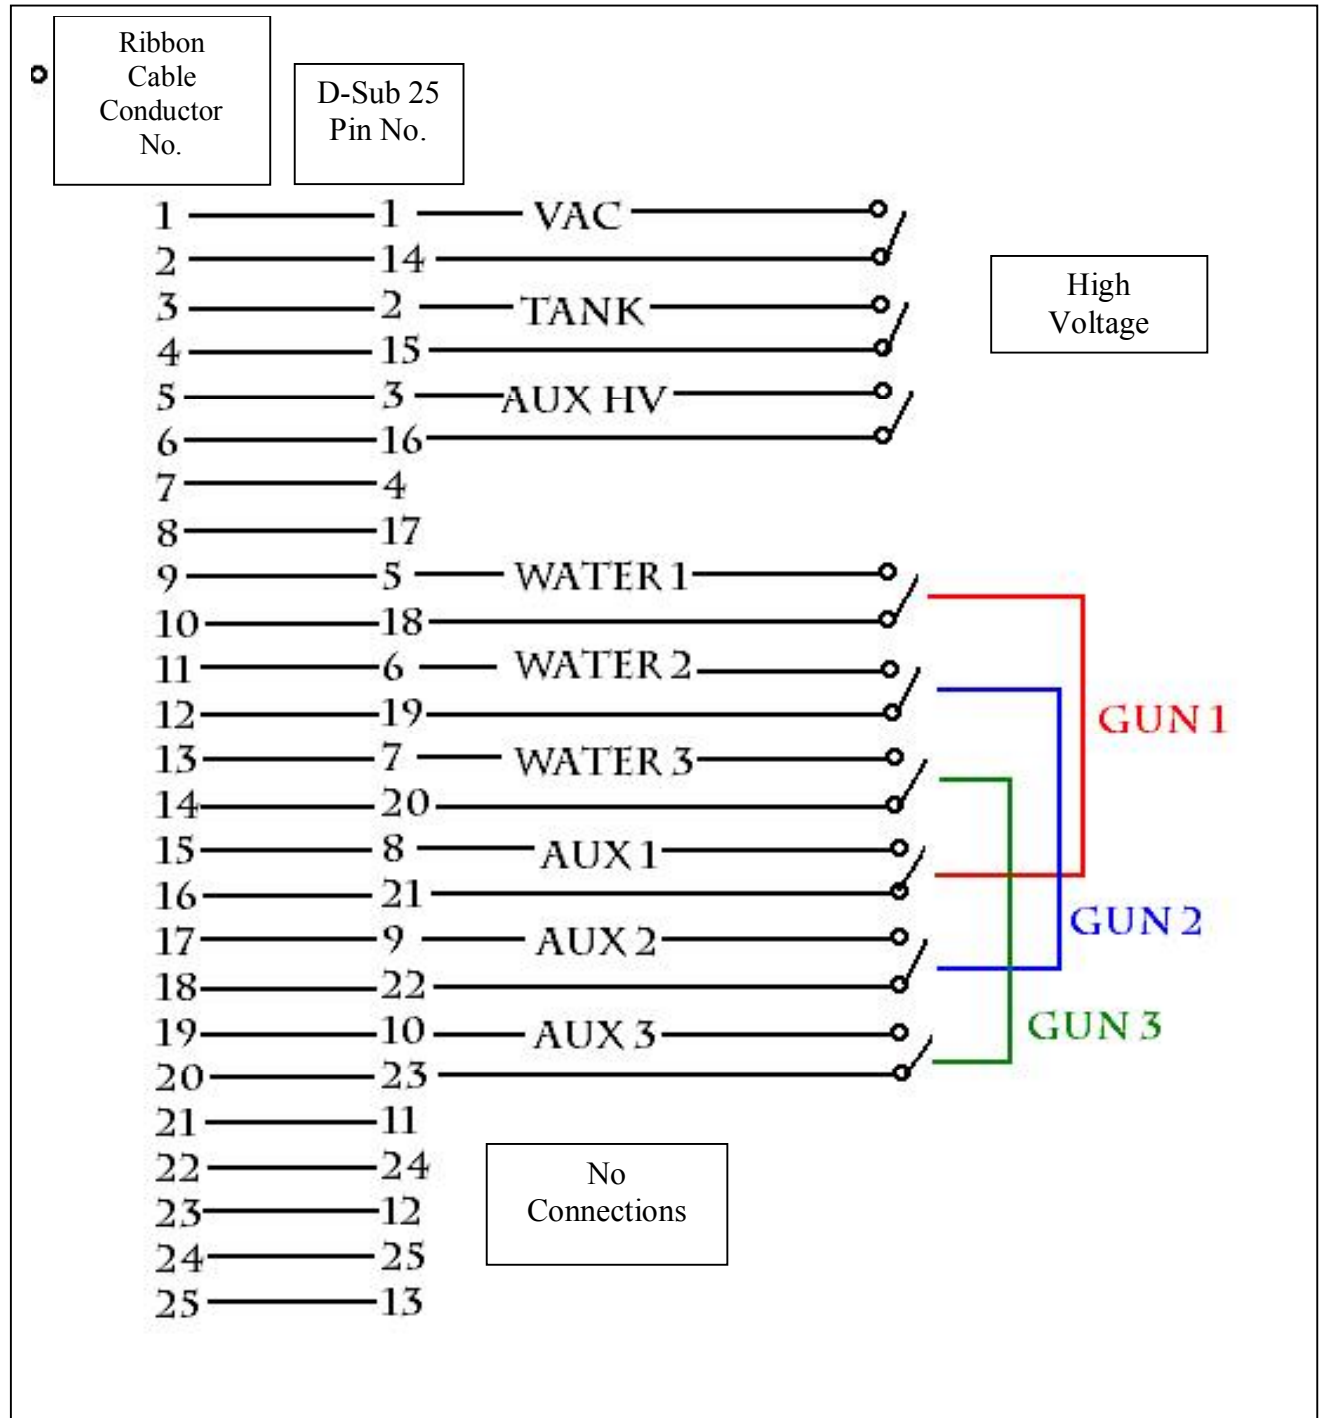 Ribbon
Cable
Conductor
No.
D-Sub 25
Pin No.
1 1 VAC
2 14
High
Voltage
3 2 TANK
4 15
5 3 AUX HV
6 16
7 4
8 17
9 5 WATER 1
10 18
11 6 WATER 2
12 19
GUN 1
13 7 WATER 3
14 20
15 8 AUX 1
16 21
GUN 2
17 9 AUX 2
18 22
19 10 AUX 3
GUN 3
20 23
21 11
22 24
No
Connections
23 12
24 25
25 13